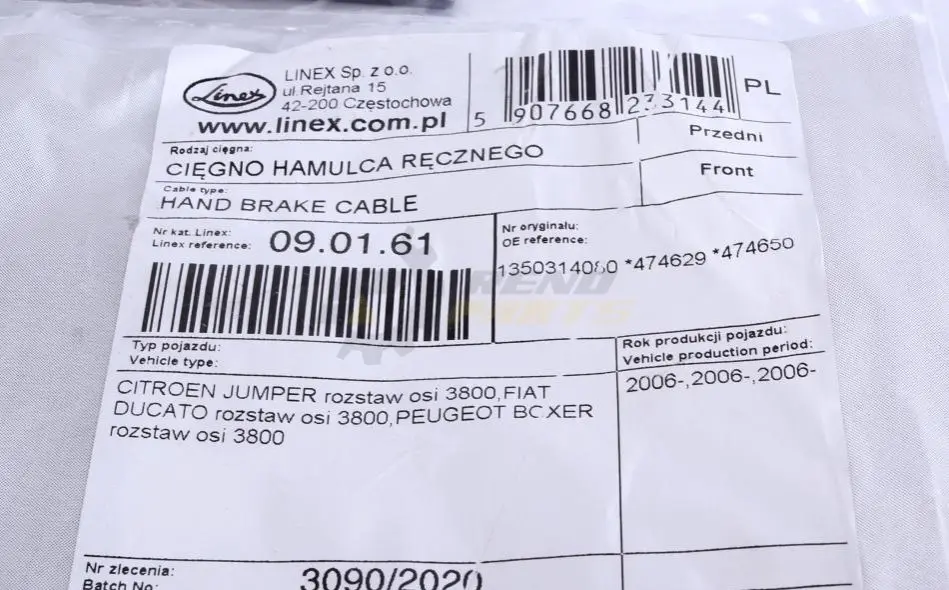 Linex
LINEX Sp. z o.o.
ul.Rejtana 15
42-200 Częstochowa
www.linex.com.pl
5 907668 233144
PL
Rodzaj cięgna:
CIĘGNO HAMULCA RĘCZNEGO
Przedni
Cable type:
HAND BRAKE CABLE
Front
Nr kat. Linex:
Linex reference: 09.01.61
Nr oryginału:
OE reference:
1350314080 *474629 *474650
TREND
PARTS
Typ pojazdu:
Vehicle type:
CITROEN JUMPER rozstaw osi 3800,FIAT
DUCATO rozstaw osi 3800,PEUGEOT BOXER
rozstaw osi 3800
Rok produkcji pojazdu:
Vehicle production period:
2006-,2006-,2006-
Nr zlecenia:
Batch No: 3090/2020